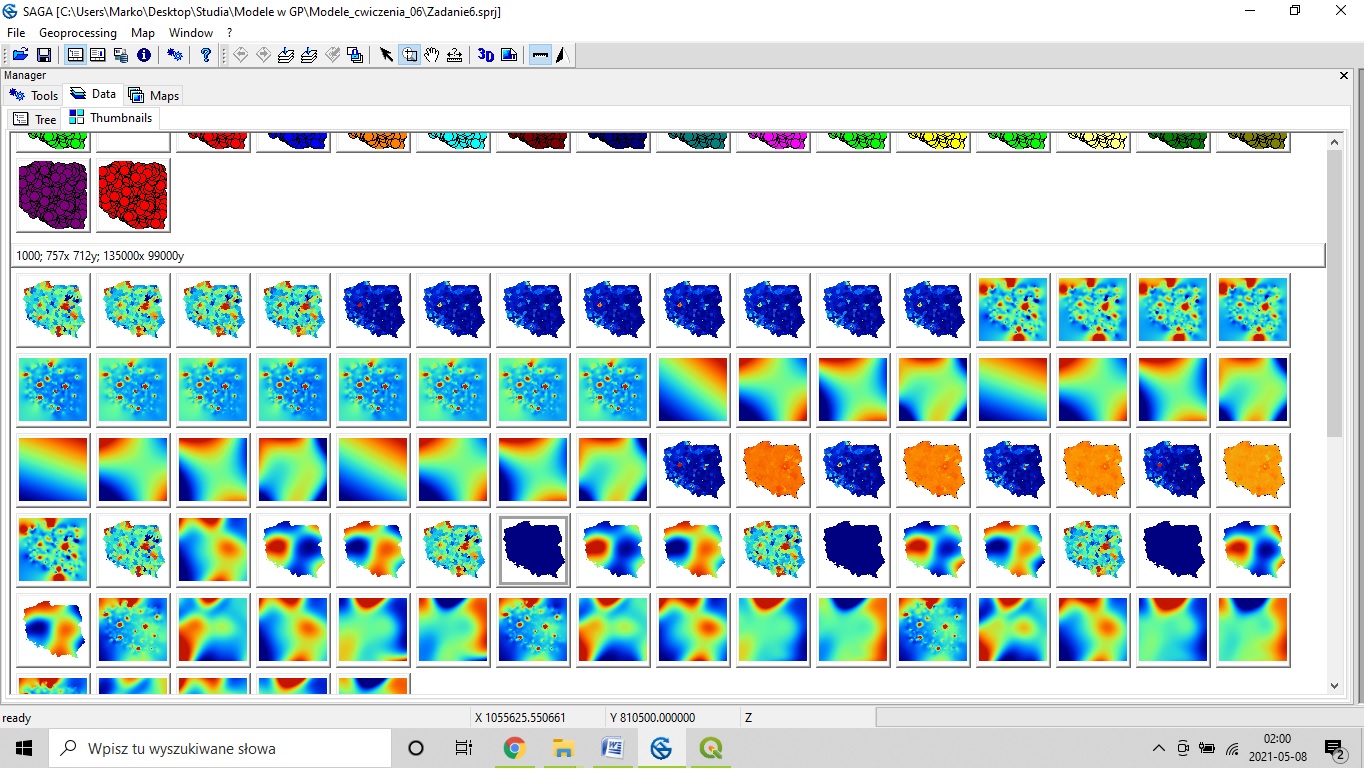 SAGA [C:\Users\Marko\Desktop\Studia\Modele w GP\Modele_cwiczenia_06\Zadanie6.sprj]
File Geoprocessing Map Window ?
3D
Manager
Tools Data Maps
Tree Thumbnails
1000; 757x 712y; 135000x 99000y
ready X 1055625.550661 Y 810500.000000 Z
Wpisz tu wyszukiwane słowa
02:00
2021-05-08
2